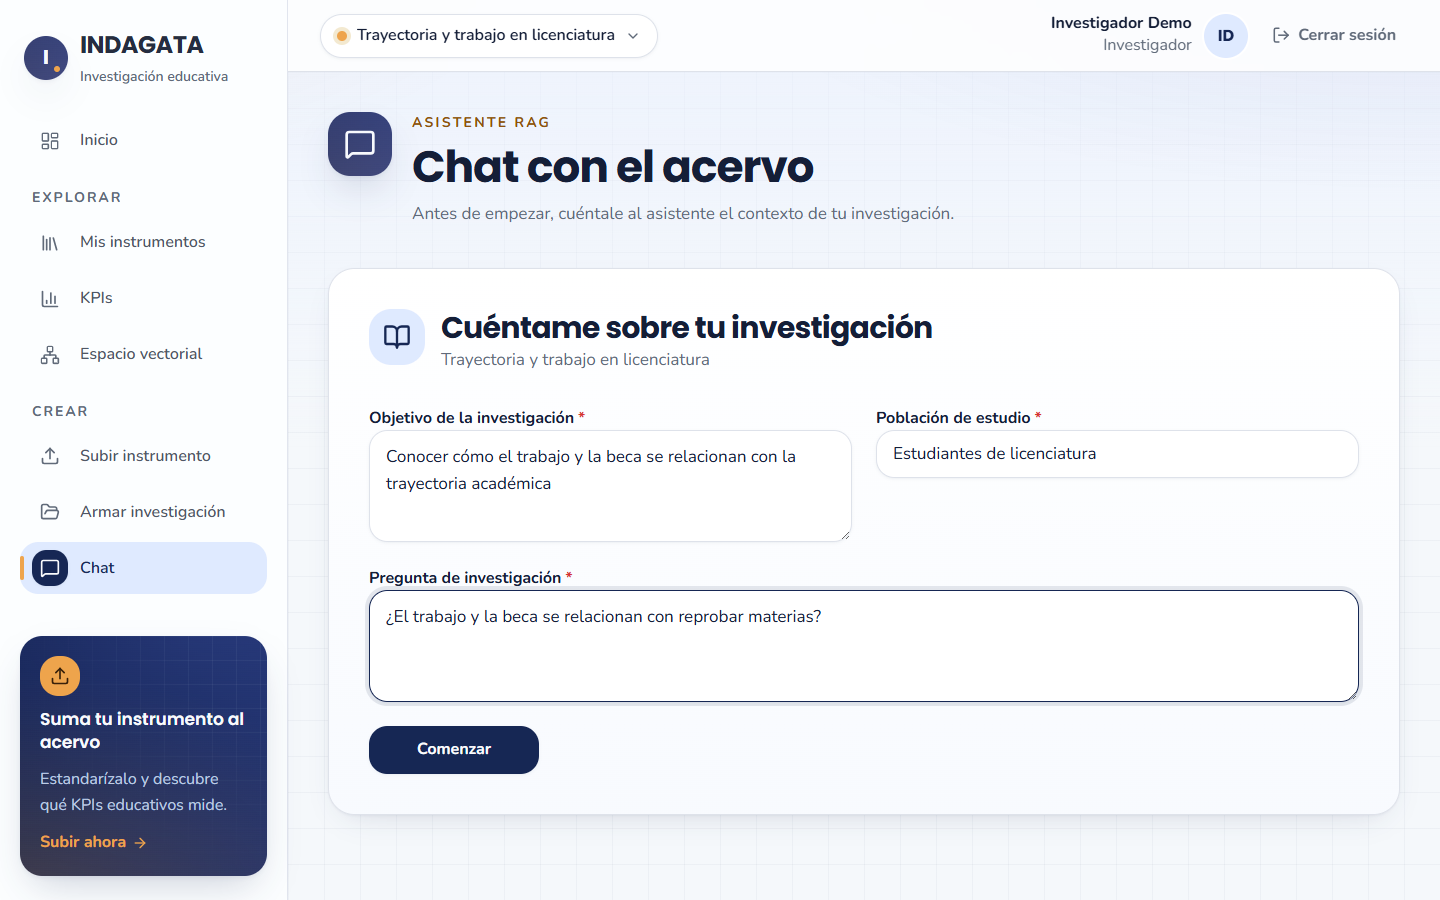 I
INDAGATA
Investigación educativa
Inicio
EXPLORAR
Mis instrumentos
KPIs
Espacio vectorial
CREAR
Subir instrumento
Armar investigación
Chat
Suma tu instrumento al
acervo
Estandarízalo y descubre
qué KPIs educativos mide.
Subir ahora →
Trayectoria y trabajo en licenciatura
Investigador Demo
Investigador
ID
Cerrar sesión
ASISTENTE RAG
Chat con el acervo
Antes de empezar, cuéntale al asistente el contexto de tu investigación.
Cuéntame sobre tu investigación
Trayectoria y trabajo en licenciatura
Objetivo de la investigación *
Conocer cómo el trabajo y la beca se relacionan con la
trayectoria académica
Población de estudio *
Estudiantes de licenciatura
Pregunta de investigación *
¿El trabajo y la beca se relacionan con reprobar materias?
Comenzar